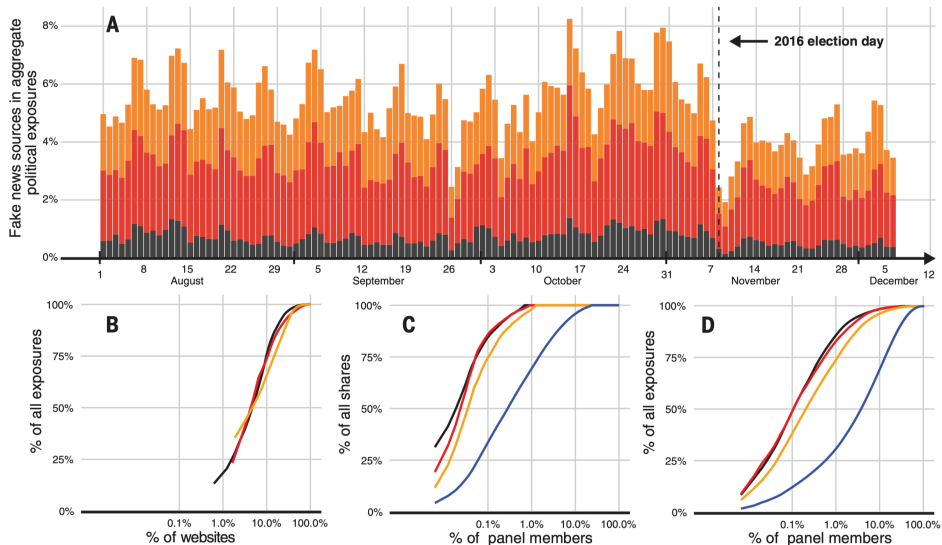 A
8%
6%
4%
2%
0%
Fake news sources in aggregate
political exposures
2016 election day
1 8 15 22 29 5 12 19 26 3 10 17 24 31 7 14 21 28 5 12
August September October November December
B
100%
75%
50%
25%
0%
% of all exposures
0.1% 1.0% 10.0% 100.0%
% of websites
C
100%
75%
50%
25%
0%
% of all shares
0.1% 1.0% 10.0% 100.0%
% of panel members
D
100%
75%
50%
25%
0%
% of all exposures
0.1% 1.0% 10.0% 100.0%
% of panel members